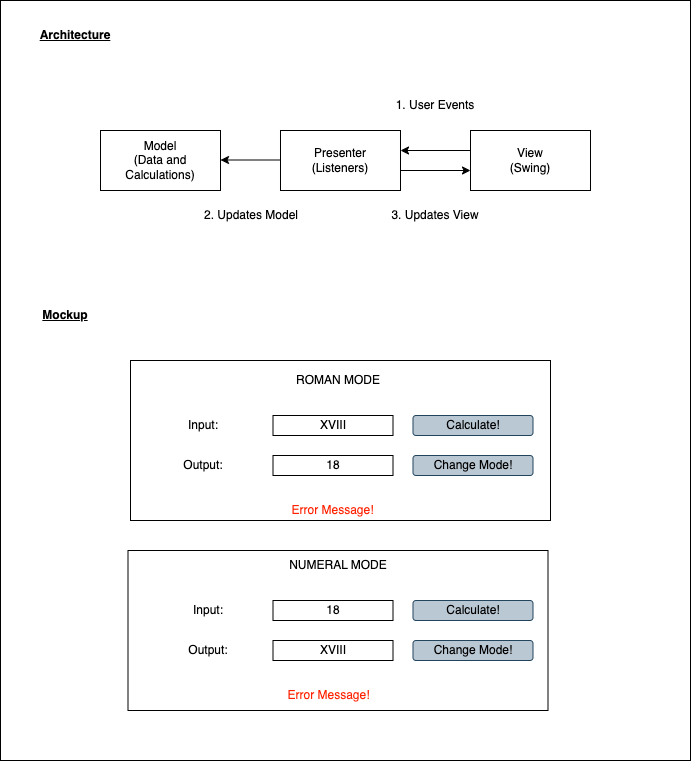 Architecture
1. User Events
Model
(Data and
Calculations)
Presenter
(Listeners)
View
(Swing)
2. Updates Model
3. Updates View
Mockup
ROMAN MODE
Input:
XVIII
Calculate!
Output:
18
Change Mode!
Error Message!
NUMERAL MODE
Input:
18
Calculate!
Output:
XVIII
Change Mode!
Error Message!